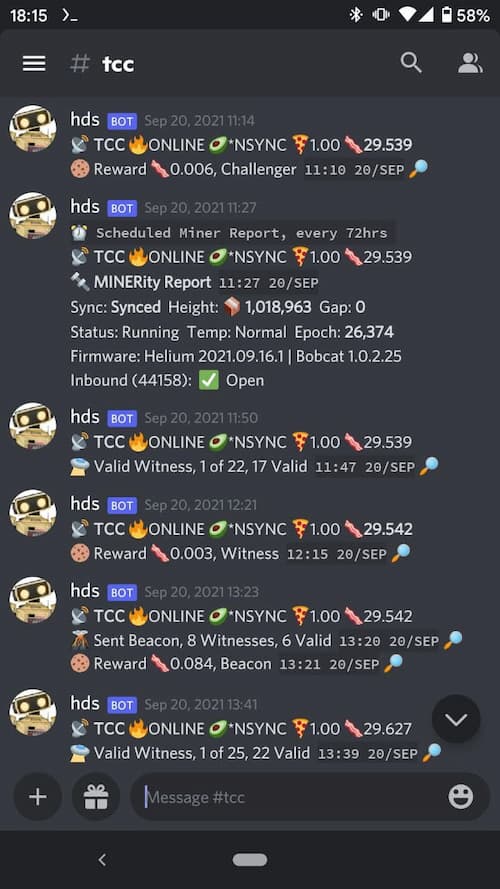 18:15 58%
# tcc
hds BOT Sep 20, 2021 11:14
TCC ONLINE *NSYNC 1.00 29.539
Reward 0.006, Challenger 11:10 20/SEP
hds BOT Sep 20, 2021 11:27
Scheduled Miner Report, every 72hrs
TCC ONLINE *NSYNC 1.00 29.539
MINERity Report 11:27 20/SEP
Sync: Synced Height: 1,018,963 Gap: 0
Status: Running Temp: Normal Epoch: 26,374
Firmware: Helium 2021.09.16.1 | Bobcat 1.0.2.25
Inbound (44158): Open
hds BOT Sep 20, 2021 11:50
TCC ONLINE *NSYNC 1.00 29.539
Valid Witness, 1 of 22, 17 Valid 11:47 20/SEP
hds BOT Sep 20, 2021 12:21
TCC ONLINE *NSYNC 1.00 29.542
Reward 0.003, Witness 12:15 20/SEP
hds BOT Sep 20, 2021 13:23
TCC ONLINE *NSYNC 1.00 29.542
Sent Beacon, 8 Witnesses, 6 Valid 13:20 20/SEP
Reward 0.084, Beacon 13:21 20/SEP
hds BOT Sep 20, 2021 13:41
TCC ONLINE *NSYNC 1.00 29.627
Valid Witness, 1 of 25, 22 Valid 13:39 20/SEP
Message #tcc